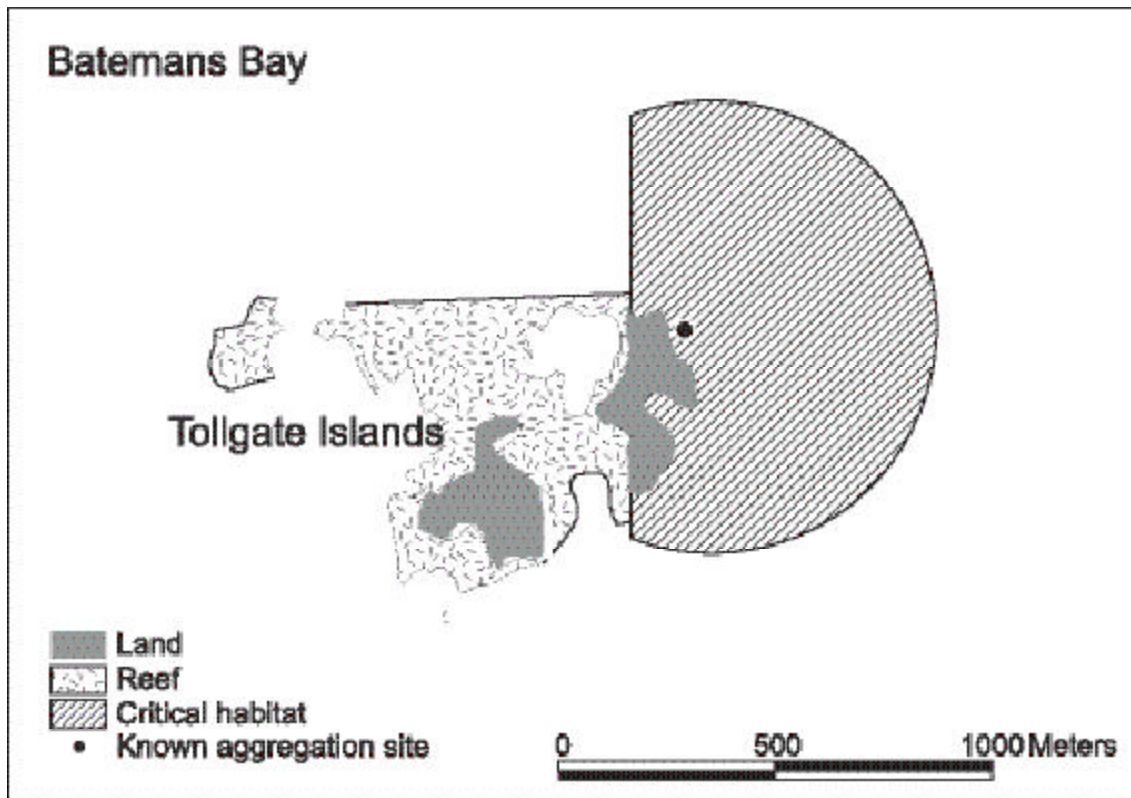 Batemans Bay
Tollgate Islands
Land
Reef
Critical habitat
Known aggregation site
0 500 1000 Meters